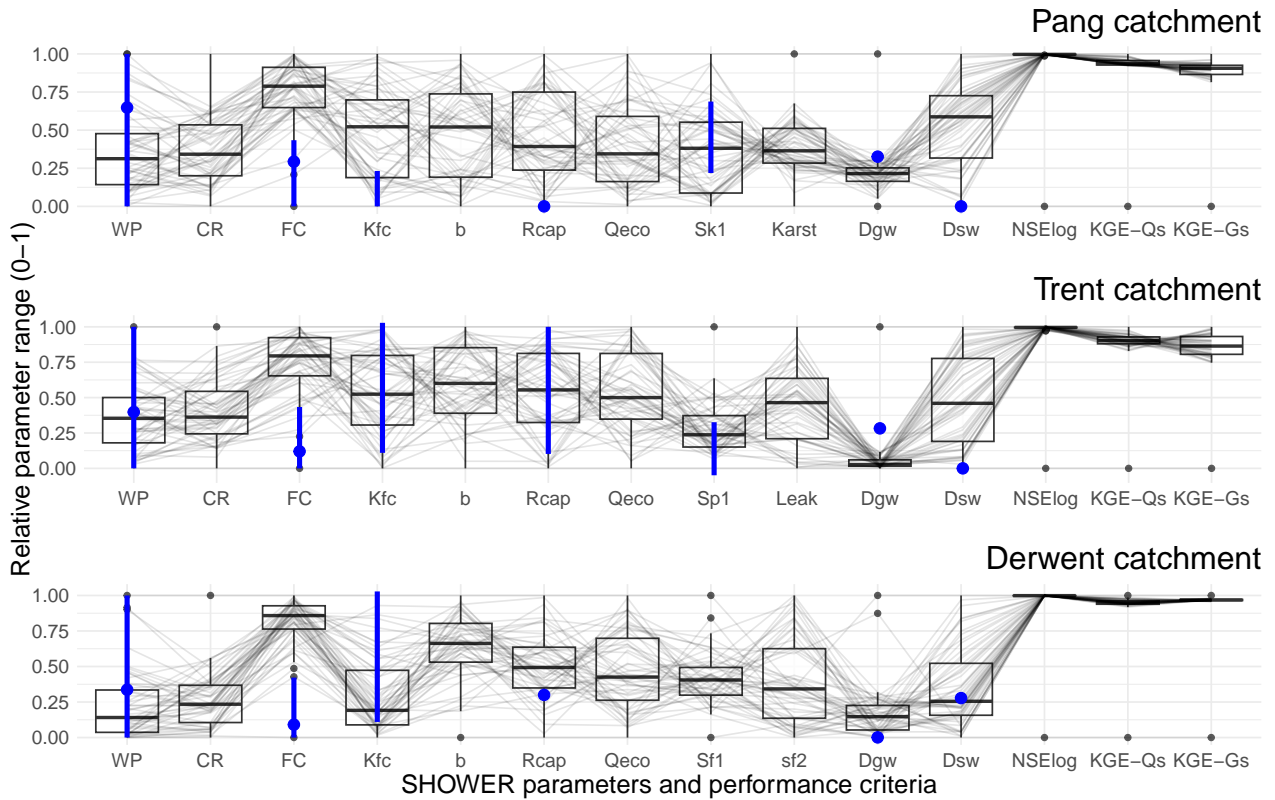 Pang catchment
1.00
0.75
0.50
0.25
0.00
WP CR FC Kfc b Rcap Qeco Sk1 Karst Dgw Dsw NSElog KGE−Qs KGE−Gs
Trent catchment
1.00
0.75
0.50
0.25
0.00
WP CR FC Kfc b Rcap Qeco Sp1 Leak Dgw Dsw NSElog KGE−Qs KGE−Gs
Derwent catchment
1.00
0.75
0.50
0.25
0.00
WP CR FC Kfc b Rcap Qeco Sf1 sf2 Dgw Dsw NSElog KGE−Qs KGE−Gs
Relative parameter range (0−1)
SHOWER parameters and performance criteria